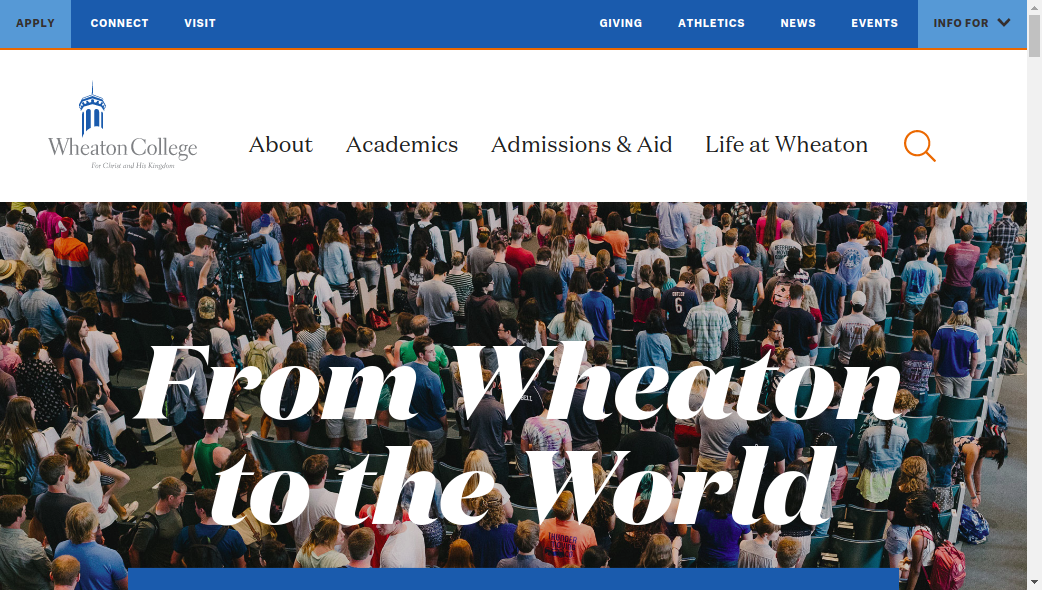 APPLY CONNECT VISIT GIVING ATHLETICS NEWS EVENTS INFO FOR
Wheaton College
For Christ and His Kingdom
About Academics Admissions & Aid Life at Wheaton
From Wheaton
to the World